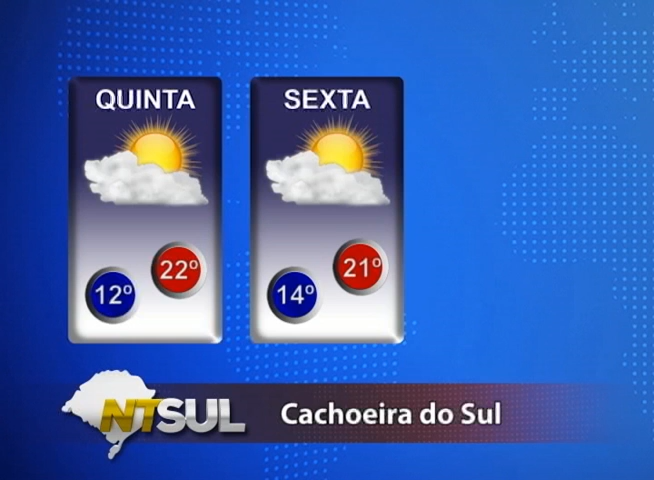 QUINTA
SEXTA
22º
12º
21º
14º
NTSUL
Cachoeira do Sul